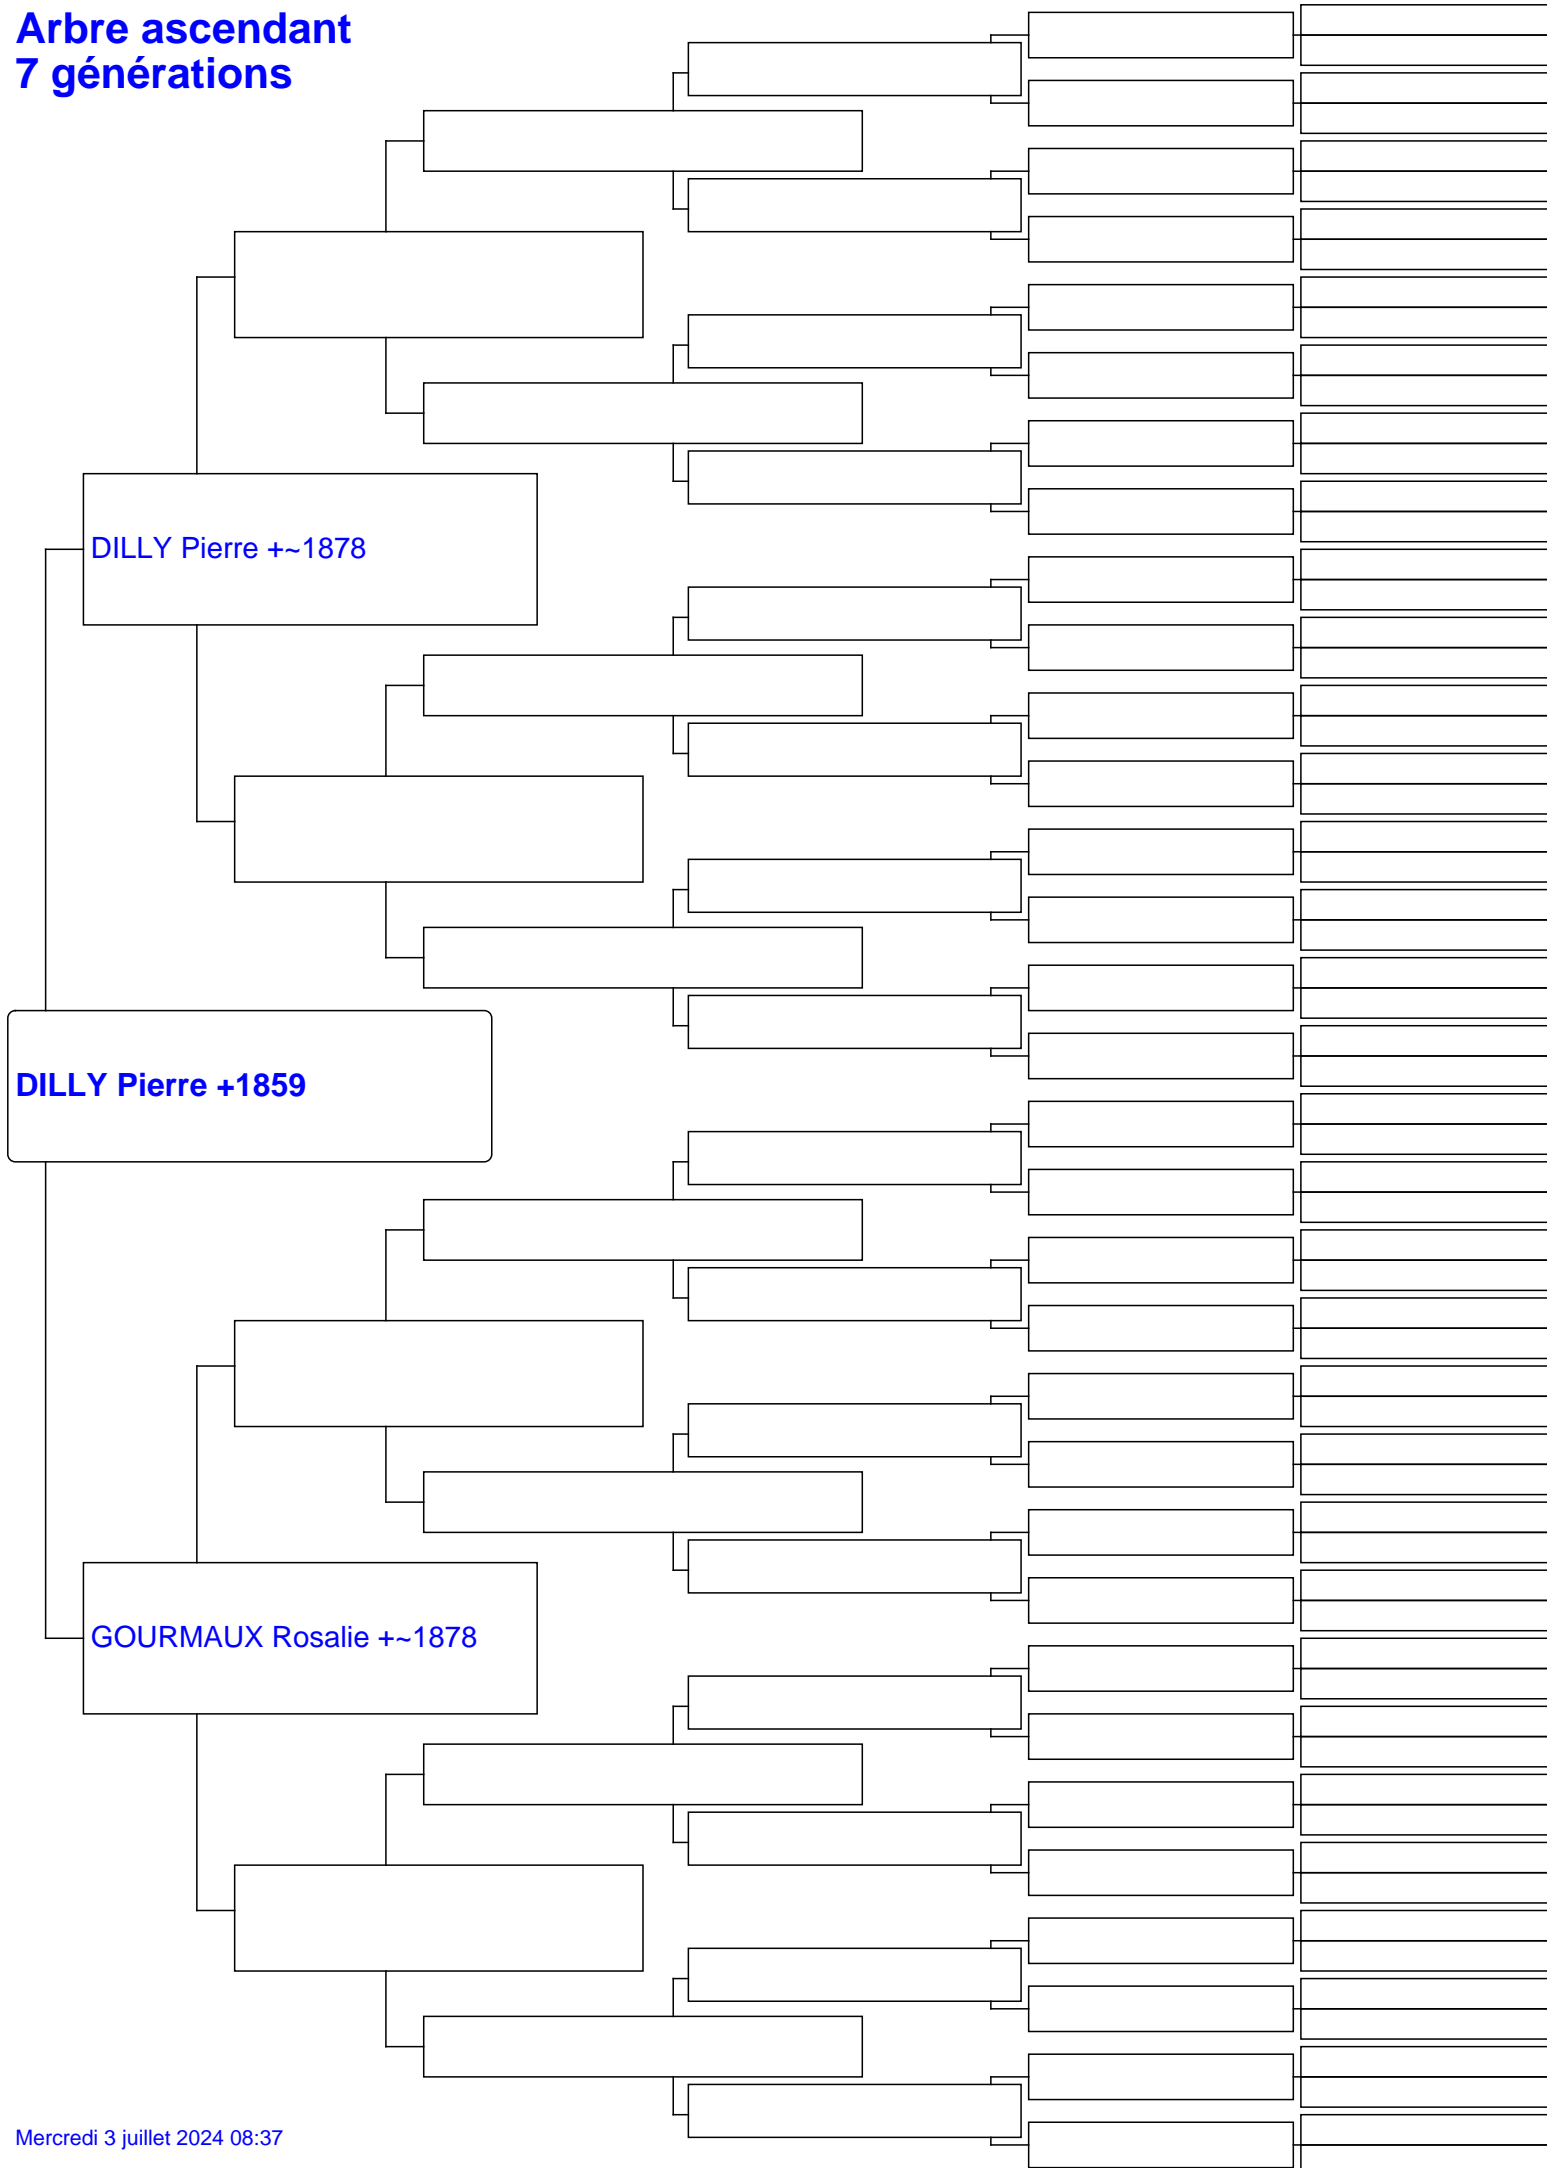 Arbre ascendant
7 générations
DILLY Pierre +~1878
DILLY Pierre +1859
GOURMAUX Rosalie +~1878
Mercredi 3 juillet 2024 08:37